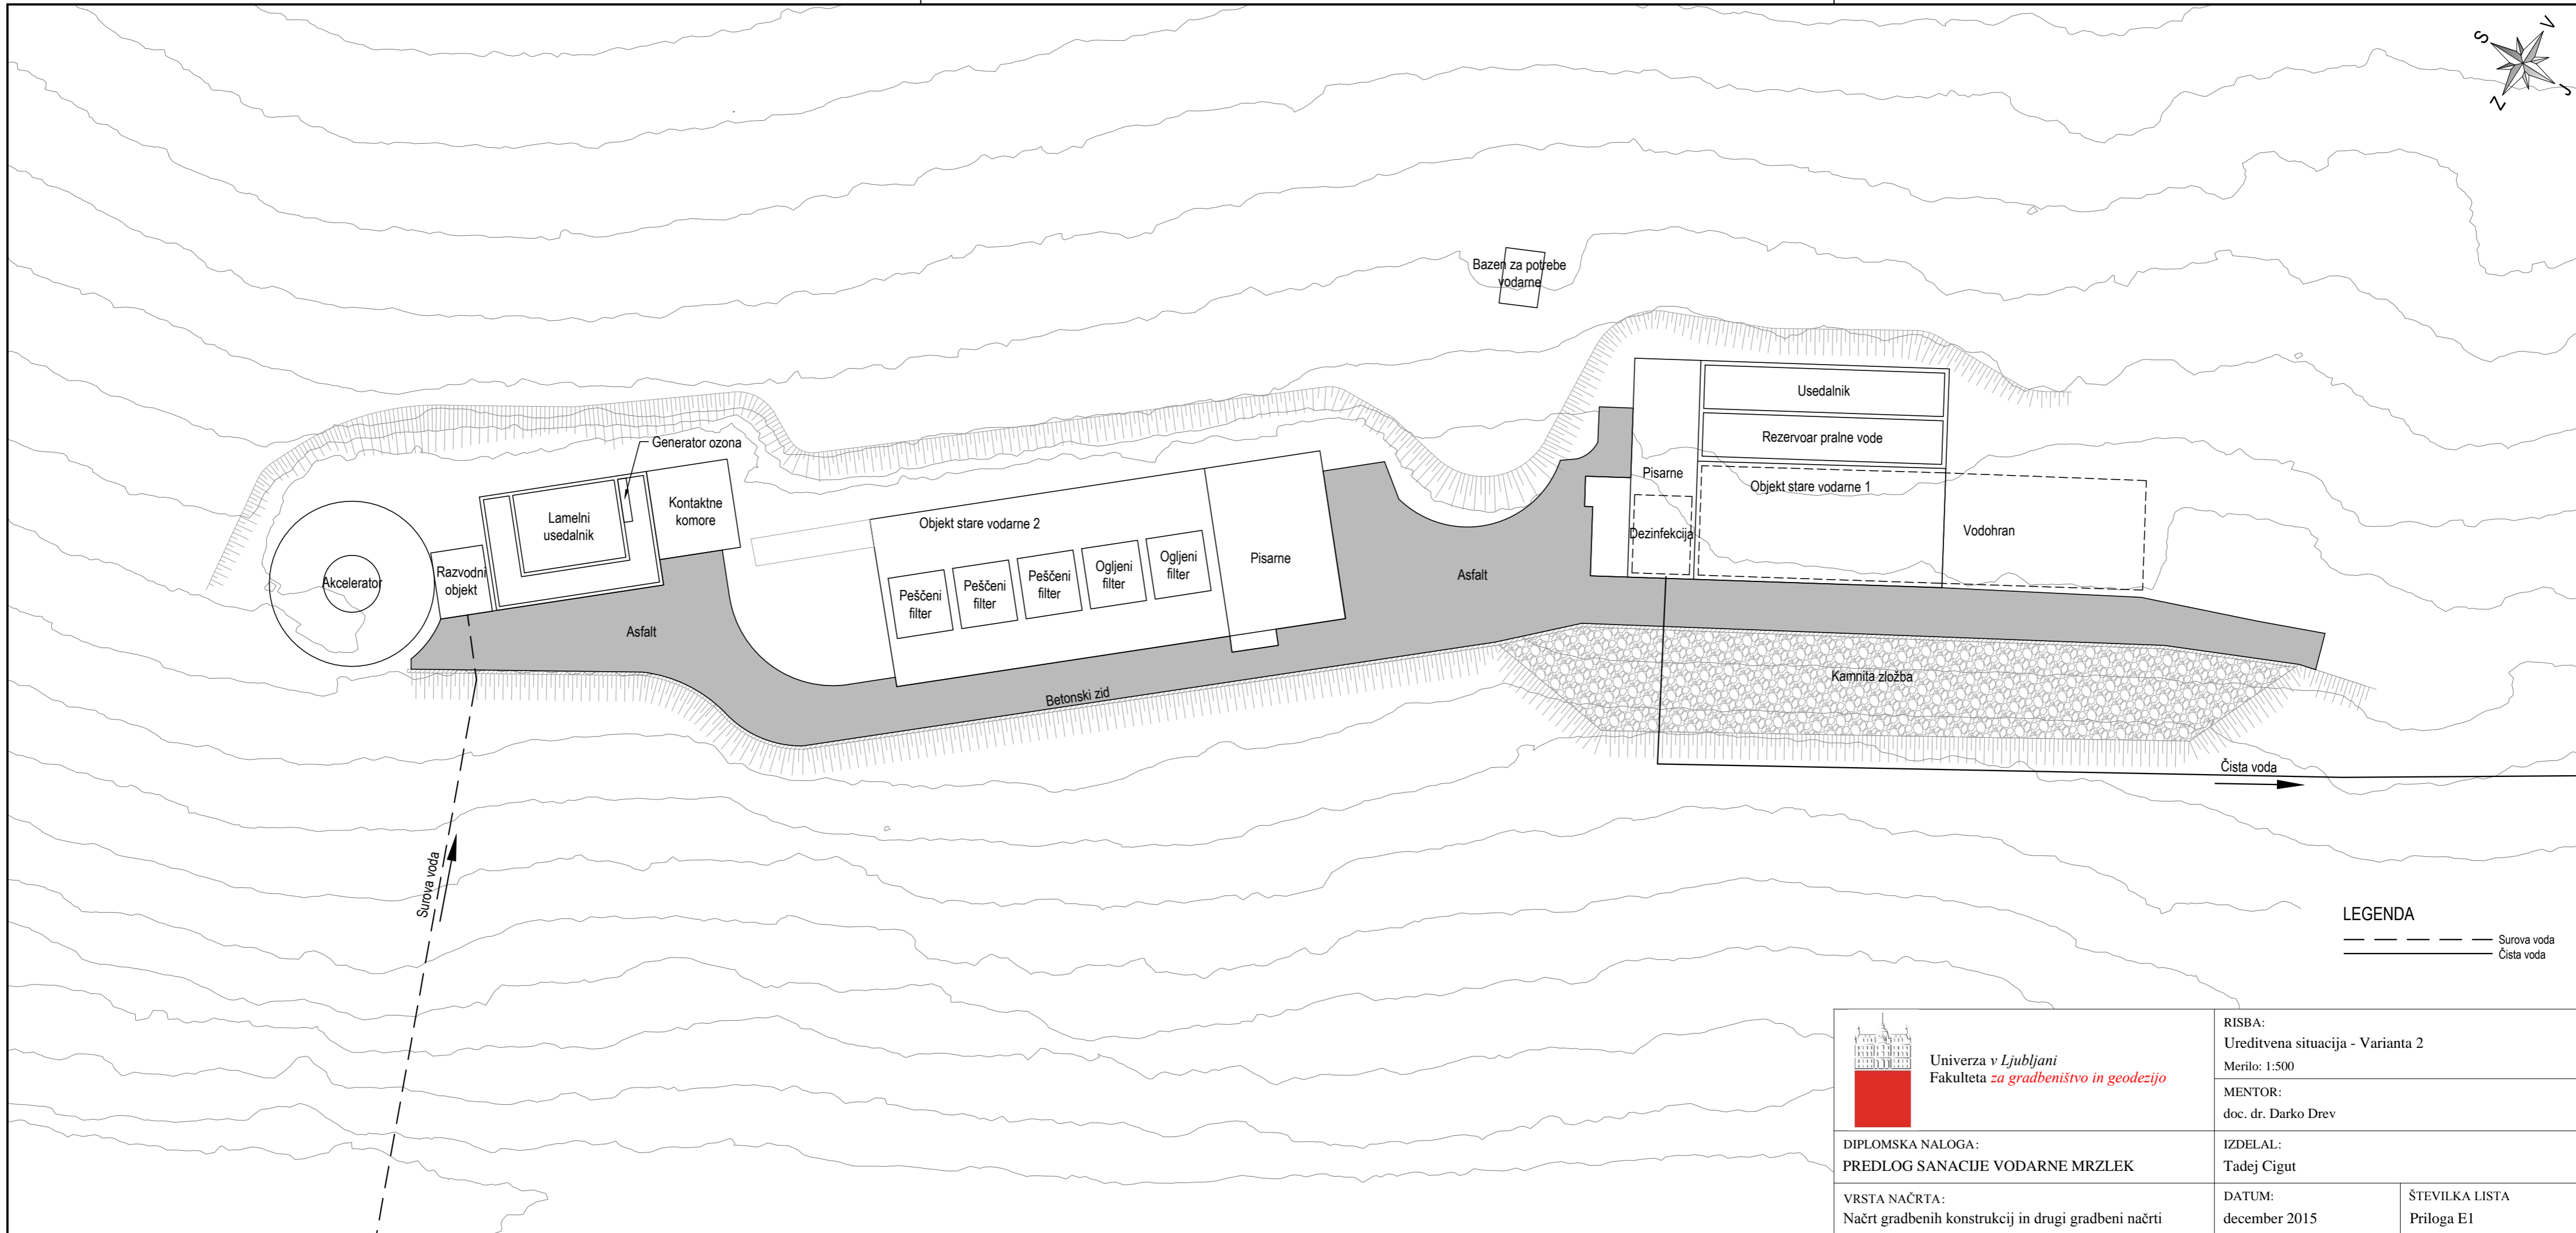 S
V
Z
J
Bazen za potrebe
vodarne
Usedalnik
Rezervoar pralne vode
Generator ozona
Pisarne
Objekt stare vodarne 1
Kontaktne
komore
Lamelni
usedalnik
Objekt stare vodarne 2
Dezinfekcija
Vodohran
Pisarne
Ogljeni
filter
Ogljeni
filter
Peščeni
filter
Peščeni
filter
Peščeni
filter
Asfalt
Akcelerator
Razvodni
objekt
Asfalt
Kamnita zložba
Betonski zid
Čista voda
Surova voda
LEGENDA
Surova voda
Čista voda
Univerza v Ljubljani
Fakulteta za gradbeništvo in geodezijo
RISBA:
Ureditvena situacija - Varianta 2
Merilo: 1:500
MENTOR:
doc. dr. Darko Drev
DIPLOMSKA NALOGA:
PREDLOG SANACIJE VODARNE MRZLEK
IZDELAL:
Tadej Cigut
VRSTA NAČRTA:
Načrt gradbenih konstrukcij in drugi gradbeni načrti
DATUM:
december 2015
ŠTEVILKA LISTA
Priloga E1